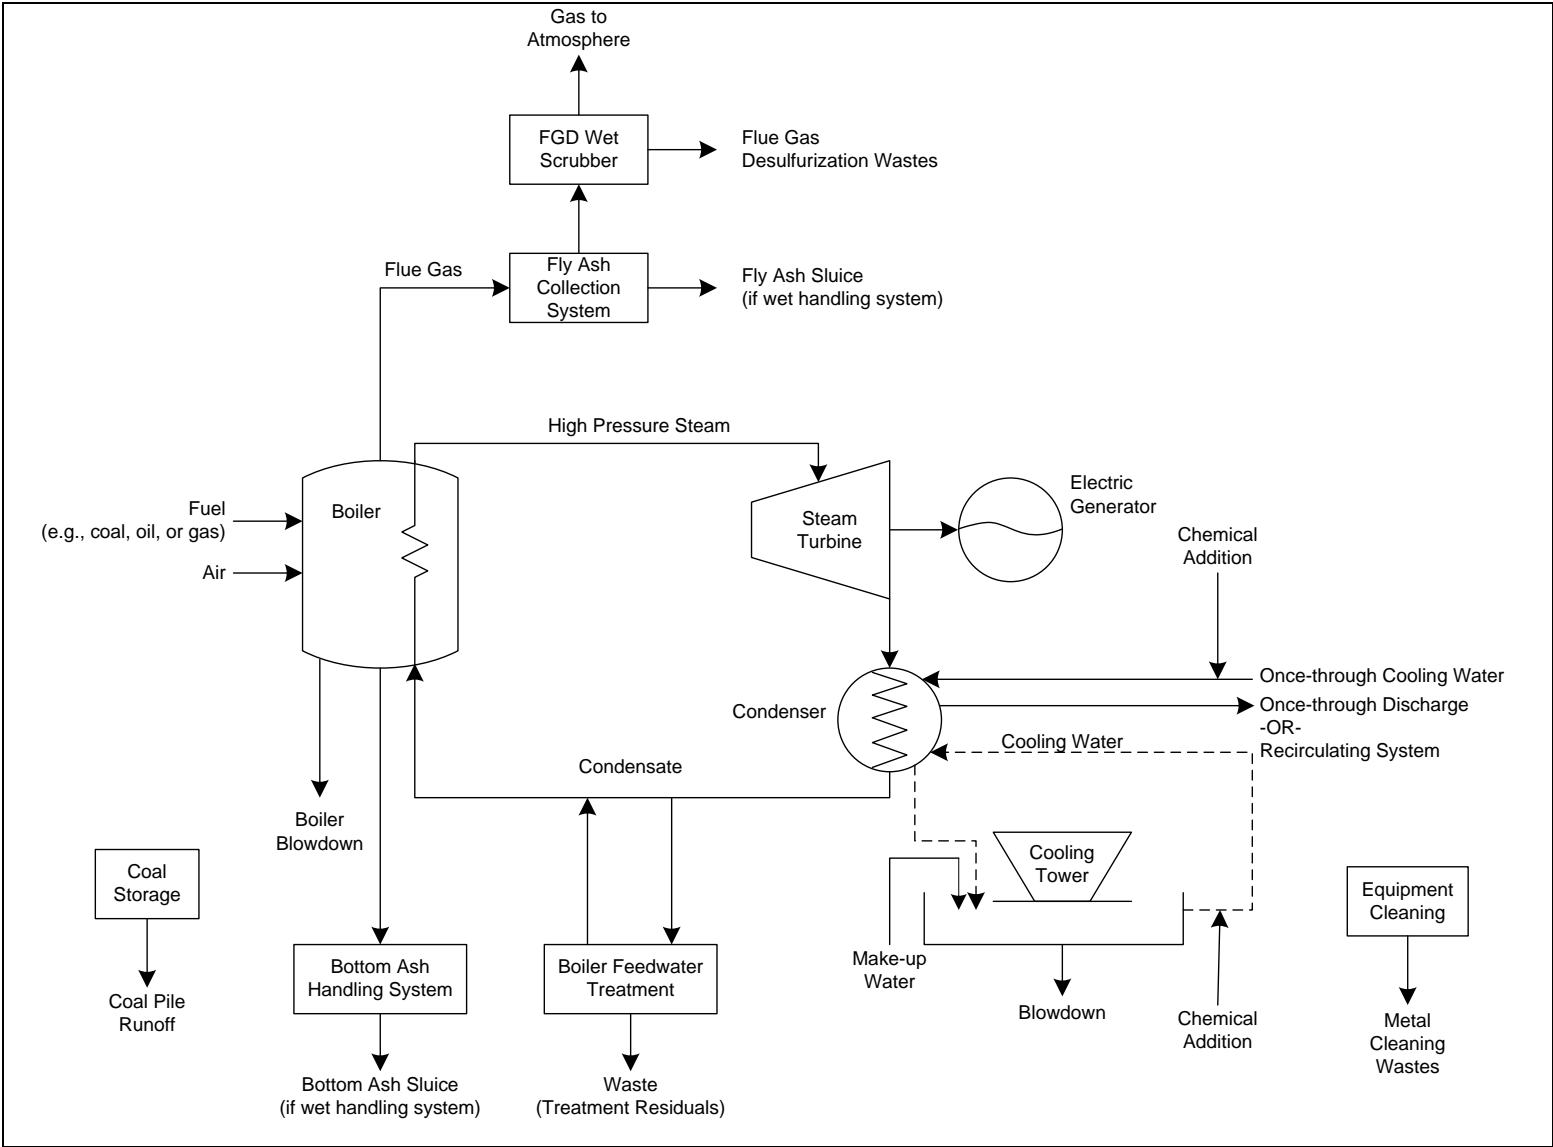 Gas to
Atmosphere
FGD Wet
Scrubber
Flue Gas
Desulfurization Wastes
Flue Gas
Fly Ash
Collection
System
Fly Ash Sluice
(if wet handling system)
High Pressure Steam
Fuel
(e.g., coal, oil, or gas)
Air
Boiler
Steam
Turbine
Electric
Generator
Chemical
Addition
Once-through Cooling Water
Once-through Discharge
-OR-
Recirculating System
Condenser
Cooling Water
Condensate
Boiler
Blowdown
Coal
Storage
Cooling
Tower
Equipment
Cleaning
Make-up
Water
Bottom Ash
Handling System
Boiler Feedwater
Treatment
Coal Pile
Runoff
Blowdown
Chemical
Addition
Metal
Cleaning
Wastes
Bottom Ash Sluice
(if wet handling system)
Waste
(Treatment Residuals)